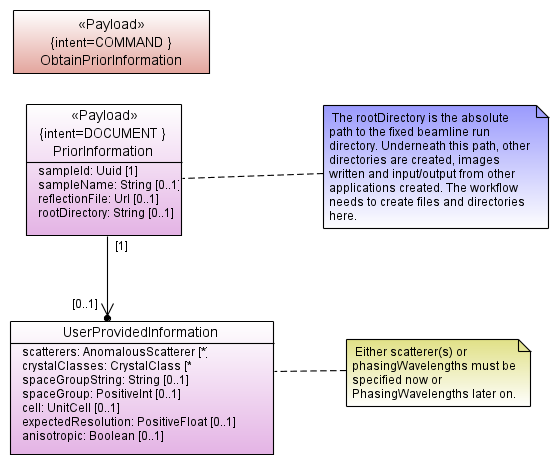 «Payload»
{intent=COMMAND }
ObtainPriorInformation
«Payload»
{intent=DOCUMENT }
PriorInformation
sampleId: Uuid [1]
sampleName: String [0..1]
reflectionFile: Url [0..1]
rootDirectory: String [0..1]
The rootDirectory is the absolute
path to the fixed beamline run
directory. Underneath this path, other
directories are created, images
written and input/output from other
applications created. The workflow
needs to create files and directories
here.
[1]
[0..1]
UserProvidedInformation
scatterers: AnomalousScatterer [*]
crystalClasses: CrystalClass [*
spaceGroupString: String [0..1]
spaceGroup: PositiveInt [0..1]
cell: UnitCell [0..1]
expectedResolution: PositiveFloat [0..1]
anisotropic: Boolean [0..1]
Either scatterer(s) or
phasingWavelengths must be
specified now or
PhasingWavelengths later on.